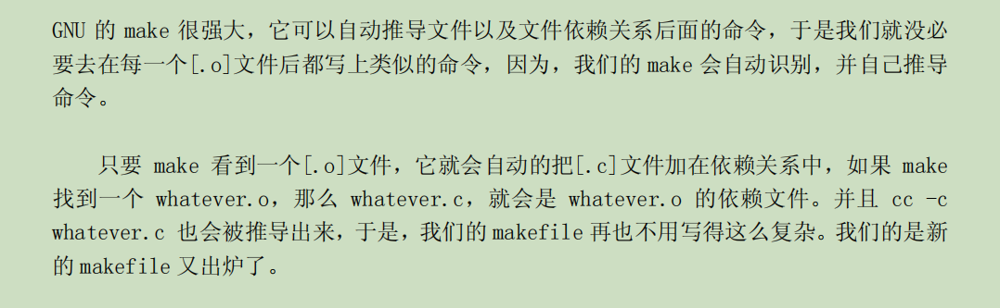 GNU 的 make 很强大，它可以自动推导文件以及文件依赖关系后面的命令，于是我们就没必
要去在每一个[.o]文件后都写上类似的命令，因为，我们的 make 会自动识别，并自己推导
命令。
只要 make 看到一个[.o]文件，它就会自动的把[.c]文件加在依赖关系中，如果 make
找到一个 whatever.o，那么 whatever.c，就会是 whatever.o 的依赖文件。并且 cc -c
whatever.c 也会被推导出来，于是，我们的 makefile 再也不用写得这么复杂。我们的是新
的 makefile 又出炉了。